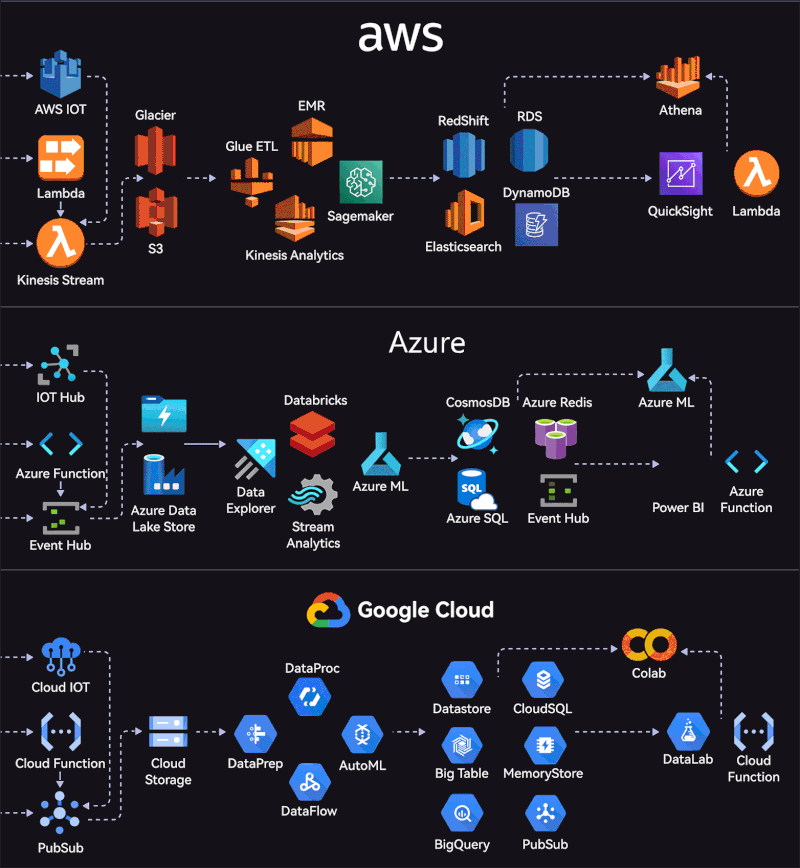 aws
AWS IOT
Lambda
Kinesis Stream
Glacier
S3
Glue ETL
EMR
Sagemaker
Kinesis Analytics
RedShift
RDS
Elasticsearch
DynamoDB
Athena
QuickSight
Lambda
Azure
IOT Hub
Azure Function
Event Hub
Azure Data
Lake Store
Data
Explorer
Databricks
Stream
Analytics
Azure ML
CosmosDB
Azure Redis
SQL
Azure SQL
Event Hub
Azure ML
Power BI
Azure
Function
Google Cloud
Cloud IOT
Cloud Function
PubSub
Cloud
Storage
DataPrep
DataProc
DataFlow
AutoML
Datastore
CloudSQL
Big Table
MemoryStore
BigQuery
PubSub
Colab
DataLab
Cloud
Function